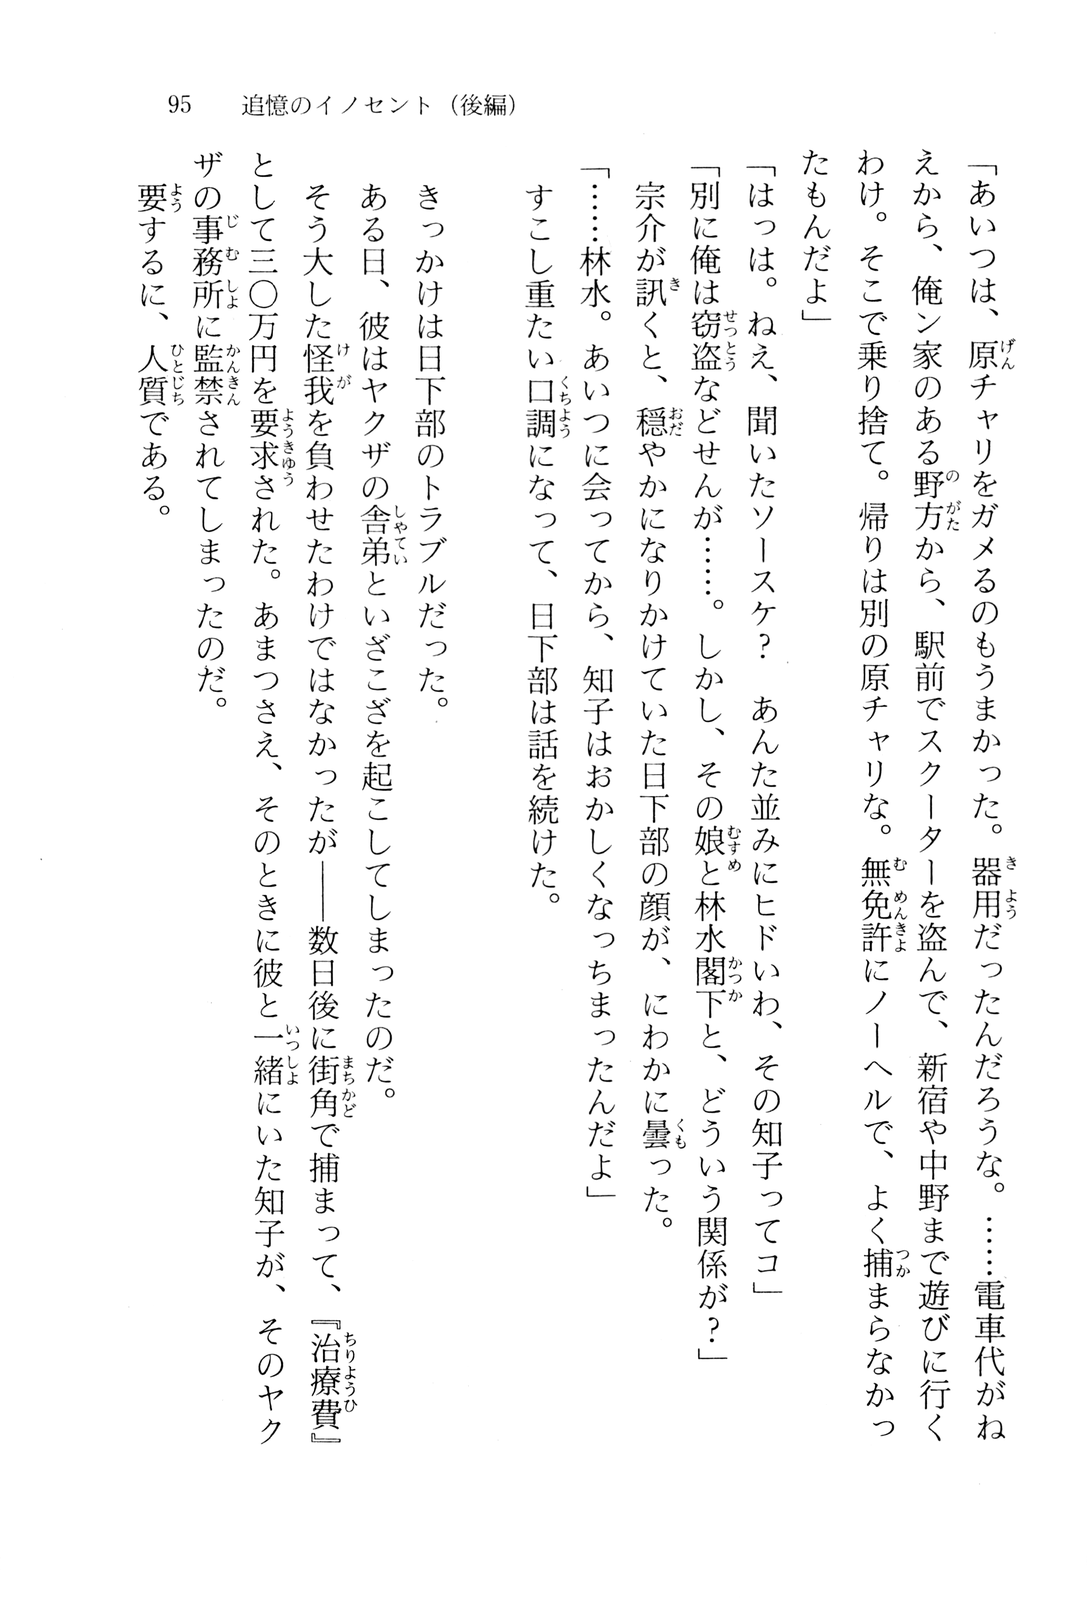 95　追憶のイノセント（後編）
「あいつは、原チャリをガメるのもうまかった。器用だったんだろうな。……電車代がね
えから、俺ン家のある野方から、駅前でスクーターを盗んで、新宿や中野まで遊びに行く
わけ。そこで乗り捨て。帰りは別の原チャリな。無免許にノーヘルで、よく捕まらなかっ
たもんだよ」
「はっは。ねえ、聞いたソースケ？　あんた並みにヒドいわ、その知子ってコ」
「別に俺は窃盗などせんが……。しかし、その娘と林水閣下と、どういう関係が？」
宗介が訊くと、穏やかになりかけていた日下部の顔が、にわかに曇った。
「……林水。あいつに会ってから、知子はおかしくなっちまったんだよ」
すこし重たい口調になって、日下部は話を続けた。
きっかけは日下部のトラブルだった。
ある日、彼はヤクザの舎弟といざこざを起こしてしまったのだ。
そう大した怪我を負わせたわけではなかったが――数日後に街角で捕まって、『治療費』
として三〇万円を要求された。あまつさえ、そのときに彼と一緒にいた知子が、そのヤク
ザの事務所に監禁されてしまったのだ。
要するに、人質である。